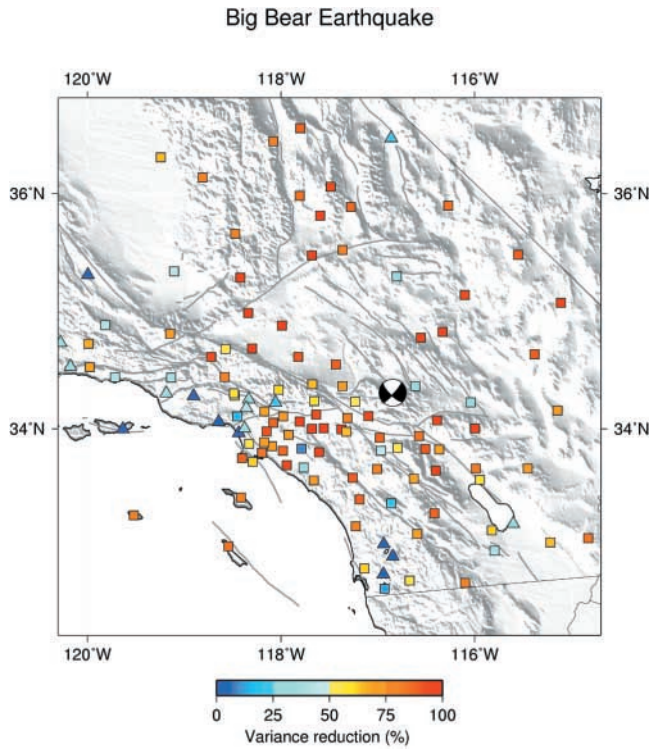 Big Bear Earthquake
120˚W 118˚W 116˚W
36˚N 36˚N
34˚N 34˚N
120˚W 118˚W 116˚W
0 25 50 75 100
Variance reduction (%)